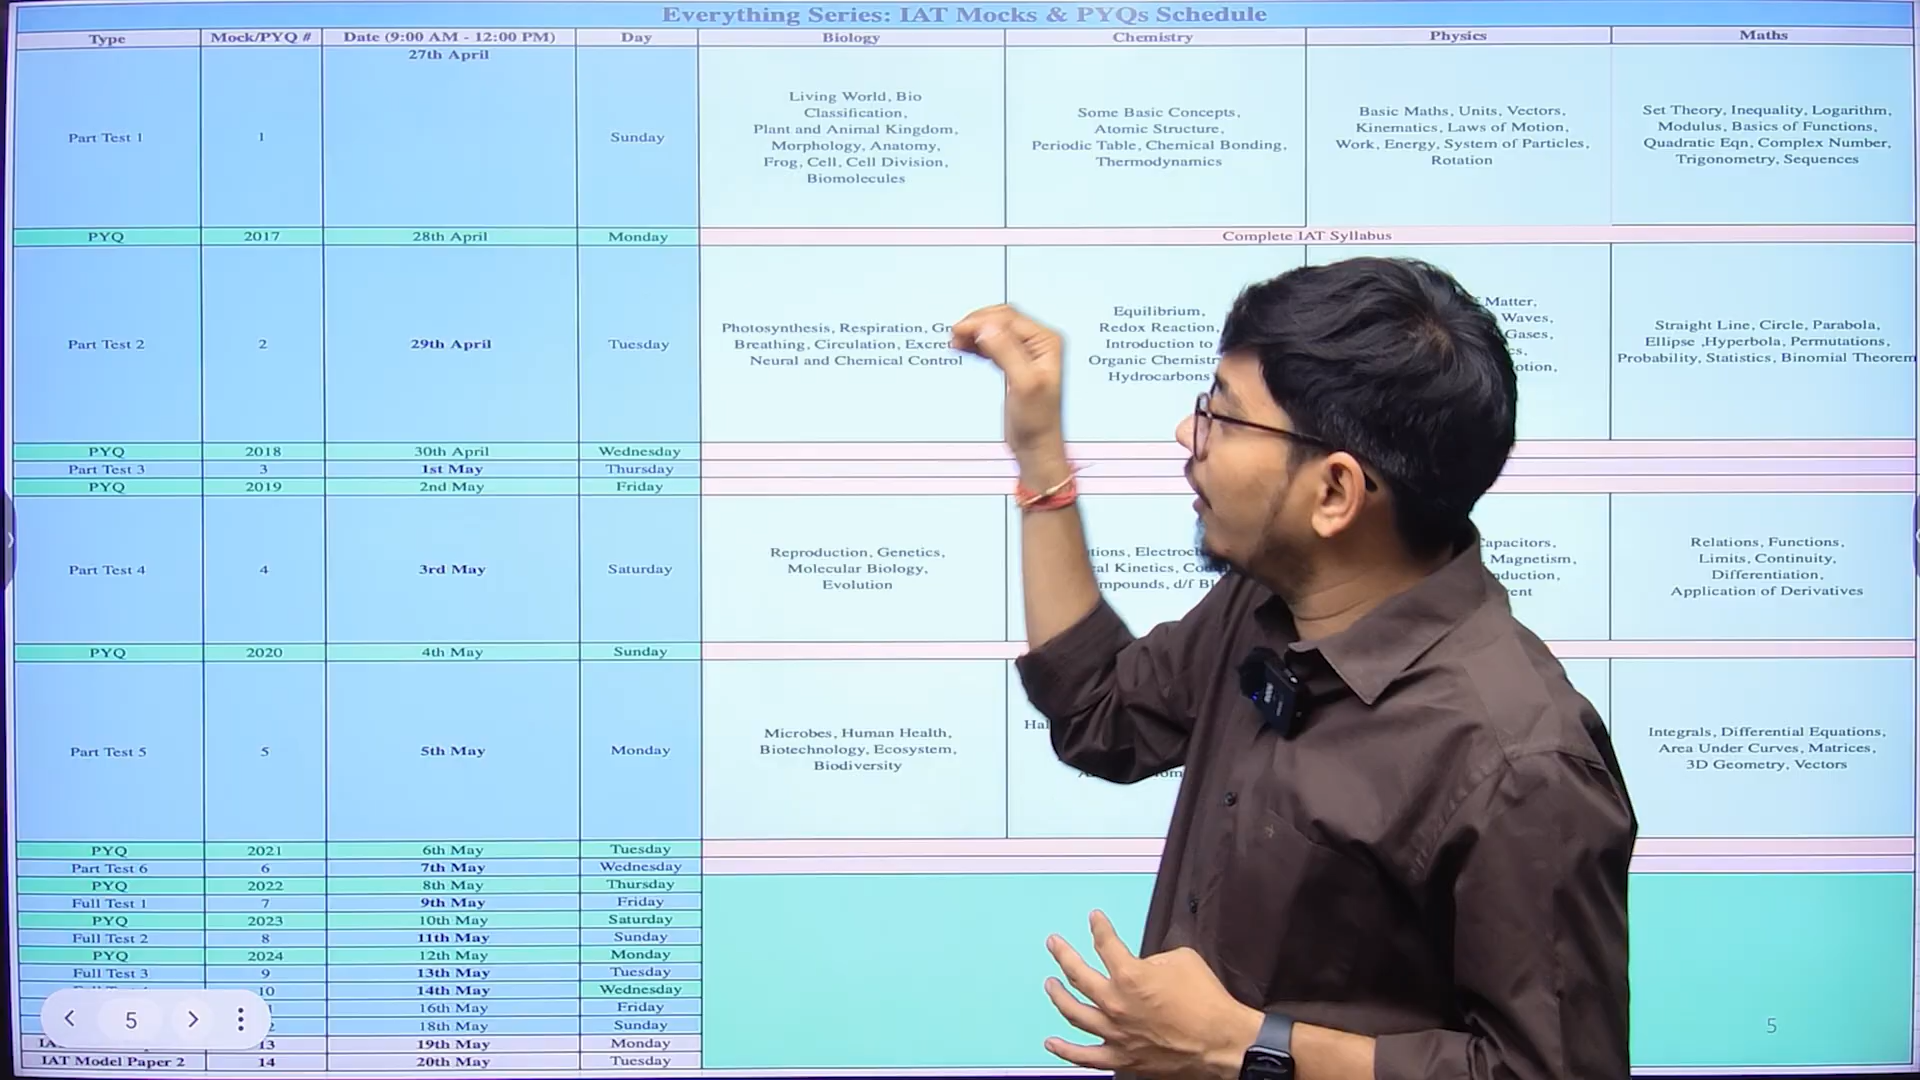 Everything Series: IAT Mocks & PYQs Schedule
Type Mock/PYQ # Date (9:00 AM - 12:00 PM) Day Biology Chemistry Physics Maths
Part Test 1 1 27th April Sunday
Living World, Bio
Classification,
Plant and Animal Kingdom,
Morphology, Anatomy,
Frog, Cell, Cell Division,
Biomolecules
Some Basic Concepts,
Atomic Structure,
Periodic Table, Chemical Bonding,
Thermodynamics
Basic Maths, Units, Vectors,
Kinematics, Laws of Motion,
Work, Energy, System of Particles,
Rotation
Set Theory, Inequality, Logarithm,
Modulus, Basics of Functions,
Quadratic Eqn, Complex Number,
Trigonometry, Sequences
PYQ 2017 28th April Monday Complete IAT Syllabus
Part Test 2 2 29th April Tuesday
Photosynthesis, Respiration,
Breathing, Circulation,
Neural and Chemical Control
Equilibrium,
Redox Reaction,
Introduction to
Organic
Hydrocarbons
Matter,
Waves,
Gases,
Straight Line, Circle, Parabola,
Ellipse ,Hyperbola, Permutations,
Probability, Statistics, Binomial Theorem
PYQ 2018 30th April Wednesday
Part Test 3 3 1st May Thursday
PYQ 2019 2nd May Friday
Part Test 4 4 3rd May Saturday
Reproduction, Genetics,
Molecular Biology,
Evolution
Kinetics,
d/f
Capacitors,
Magnetism,
Relations, Functions,
Limits, Continuity,
Differentiation,
Application of Derivatives
PYQ 2020 4th May Sunday
Part Test 5 5 5th May Monday
Microbes, Human Health,
Biotechnology, Ecosystem,
Biodiversity
Integrals, Differential Equations,
Area Under Curves, Matrices,
3D Geometry, Vectors
PYQ 2021 6th May Tuesday
Part Test 6 6 7th May Wednesday
PYQ 2022 8th May Thursday
Full Test 1 7 9th May Friday
PYQ 2023 10th May Saturday
Full Test 2 8 11th May Sunday
PYQ 2024 12th May Monday
Full Test 3 9 13th May Tuesday
10 14th May Wednesday
16th May Friday
18th May Sunday
13 19th May Monday
IAT Model Paper 2 14 20th May Tuesday
5
5